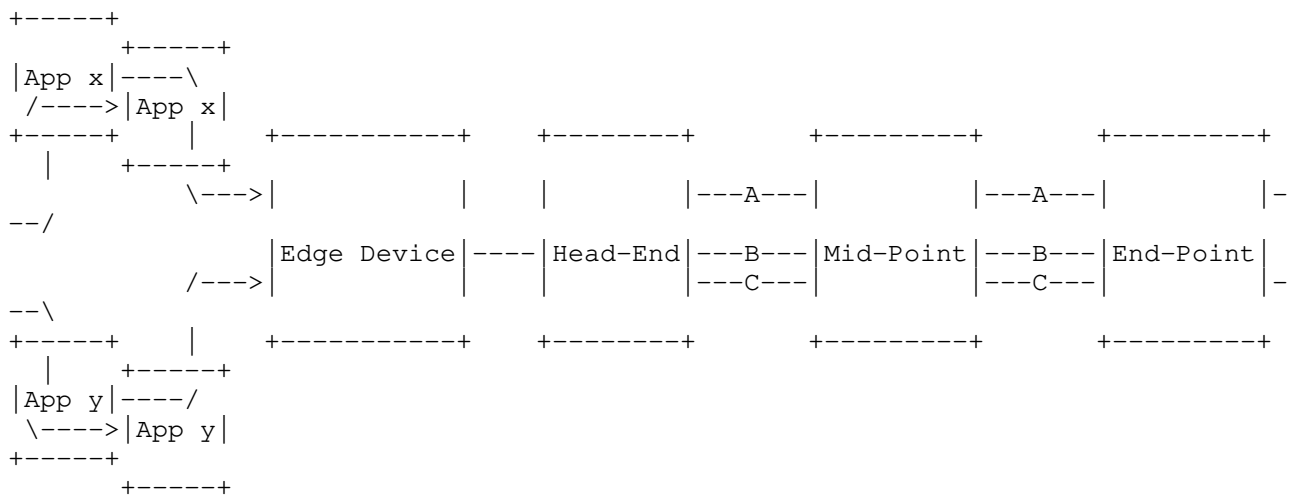 +-----+
        +-----+
|App x|----\
 /---->|App x|
+-----+     |     +-----------+     +--------+        +---------+        +---------+
  |     +-----+
            \--->|           |    |        |---A---|         |---A---|         |-
--/
                 |Edge Device|----|Head-End|---B---|Mid-Point|---B---|End-Point|
            /--->|           |    |        |---C---|         |---C---|         |-
--\
+-----+     |     +-----------+     +--------+        +---------+        +---------+
  |     +-----+
|App y|----/
 \---->|App y|
+-----+
        +-----+